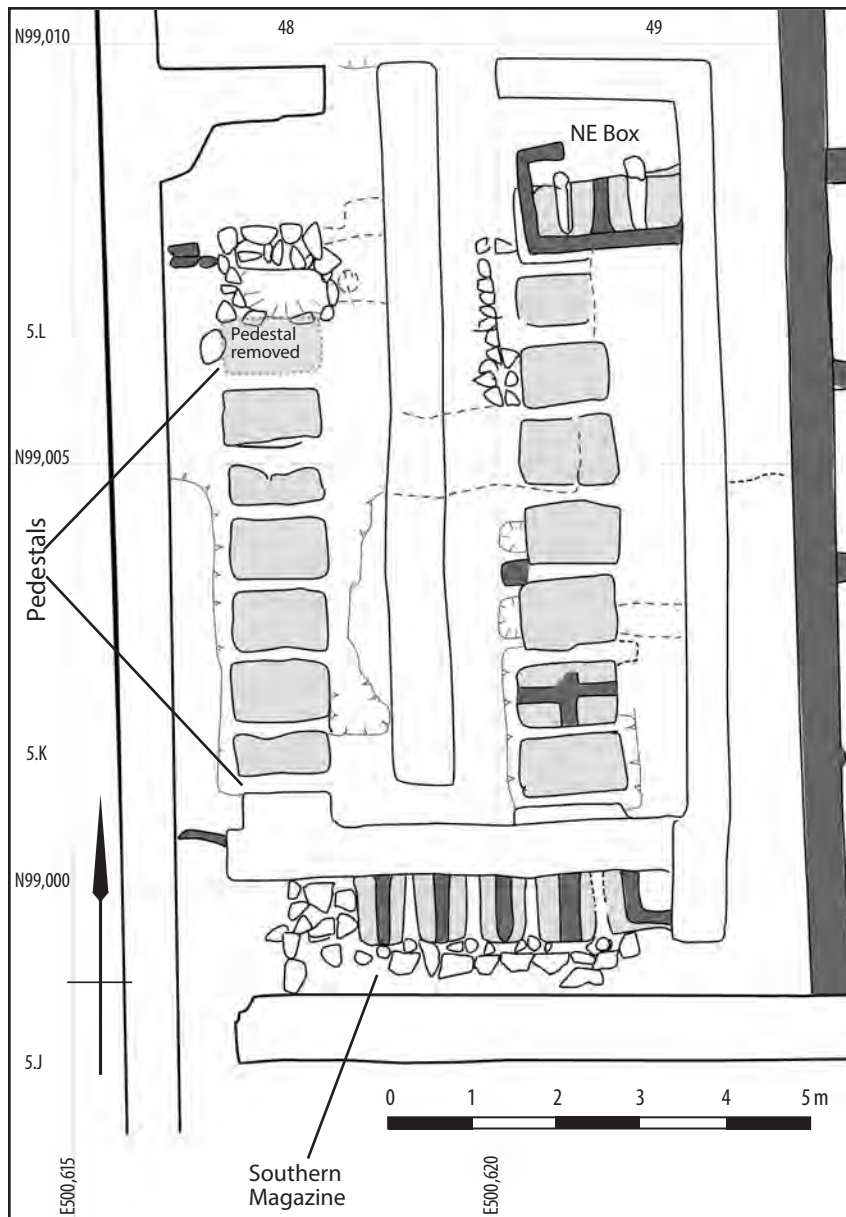 48
49
N99,010
NE Box
5.L
Pedestal
removed
N99,005
Pedestals
5.K
N99,000
5.J
0 1 2 3 4 5 m
Southern
Magazine
E500,615
E500,620